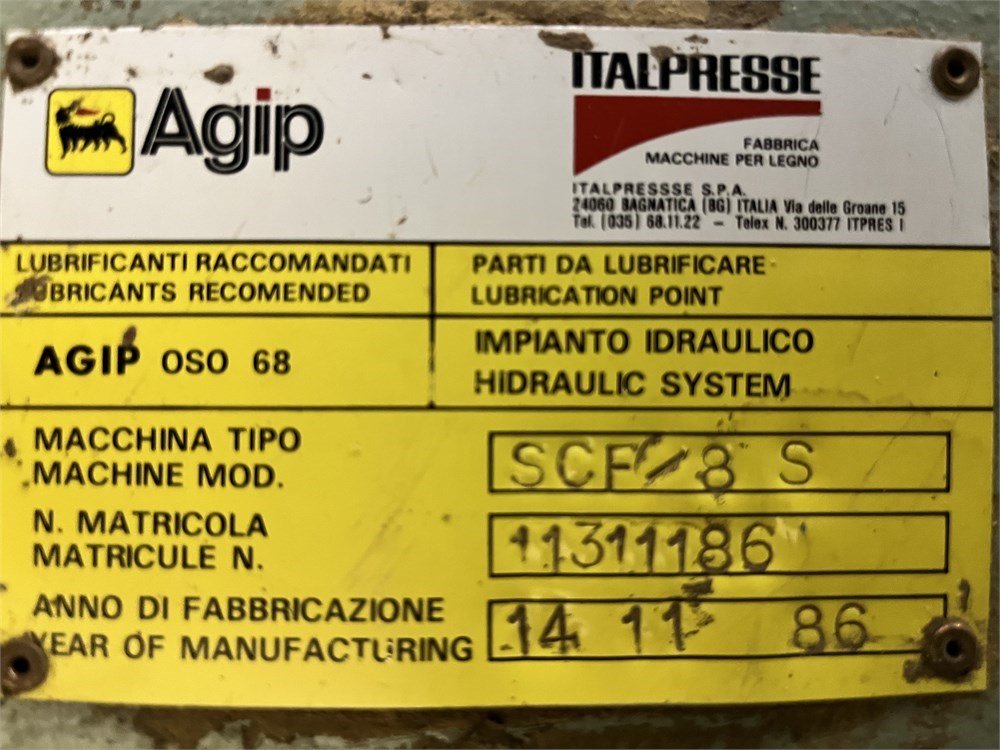 Agip
ITALPRESSE
FABBRICA
MACCHINE PER LEGNO
ITALPRESSSE S.P.A.
24060 BAGNATICA (BG) ITALIA Via delle Groane 15
Tel. (035) 68.11.22 – Telex N. 300377 ITPRES I
LUBRIFICANTI RACCOMANDATI
LUBRICANTS RECOMENDED
PARTI DA LUBRIFICARE
LUBRICATION POINT
AGIP OSO 68
IMPIANTO IDRAULICO
HIDRAULIC SYSTEM
MACCHINA TIPO
MACHINE MOD.
SCF/8 S
N. MATRICOLA
MATRICULE N.
11311186
ANNO DI FABBRICAZIONE
YEAR OF MANUFACTURING
14 11 86